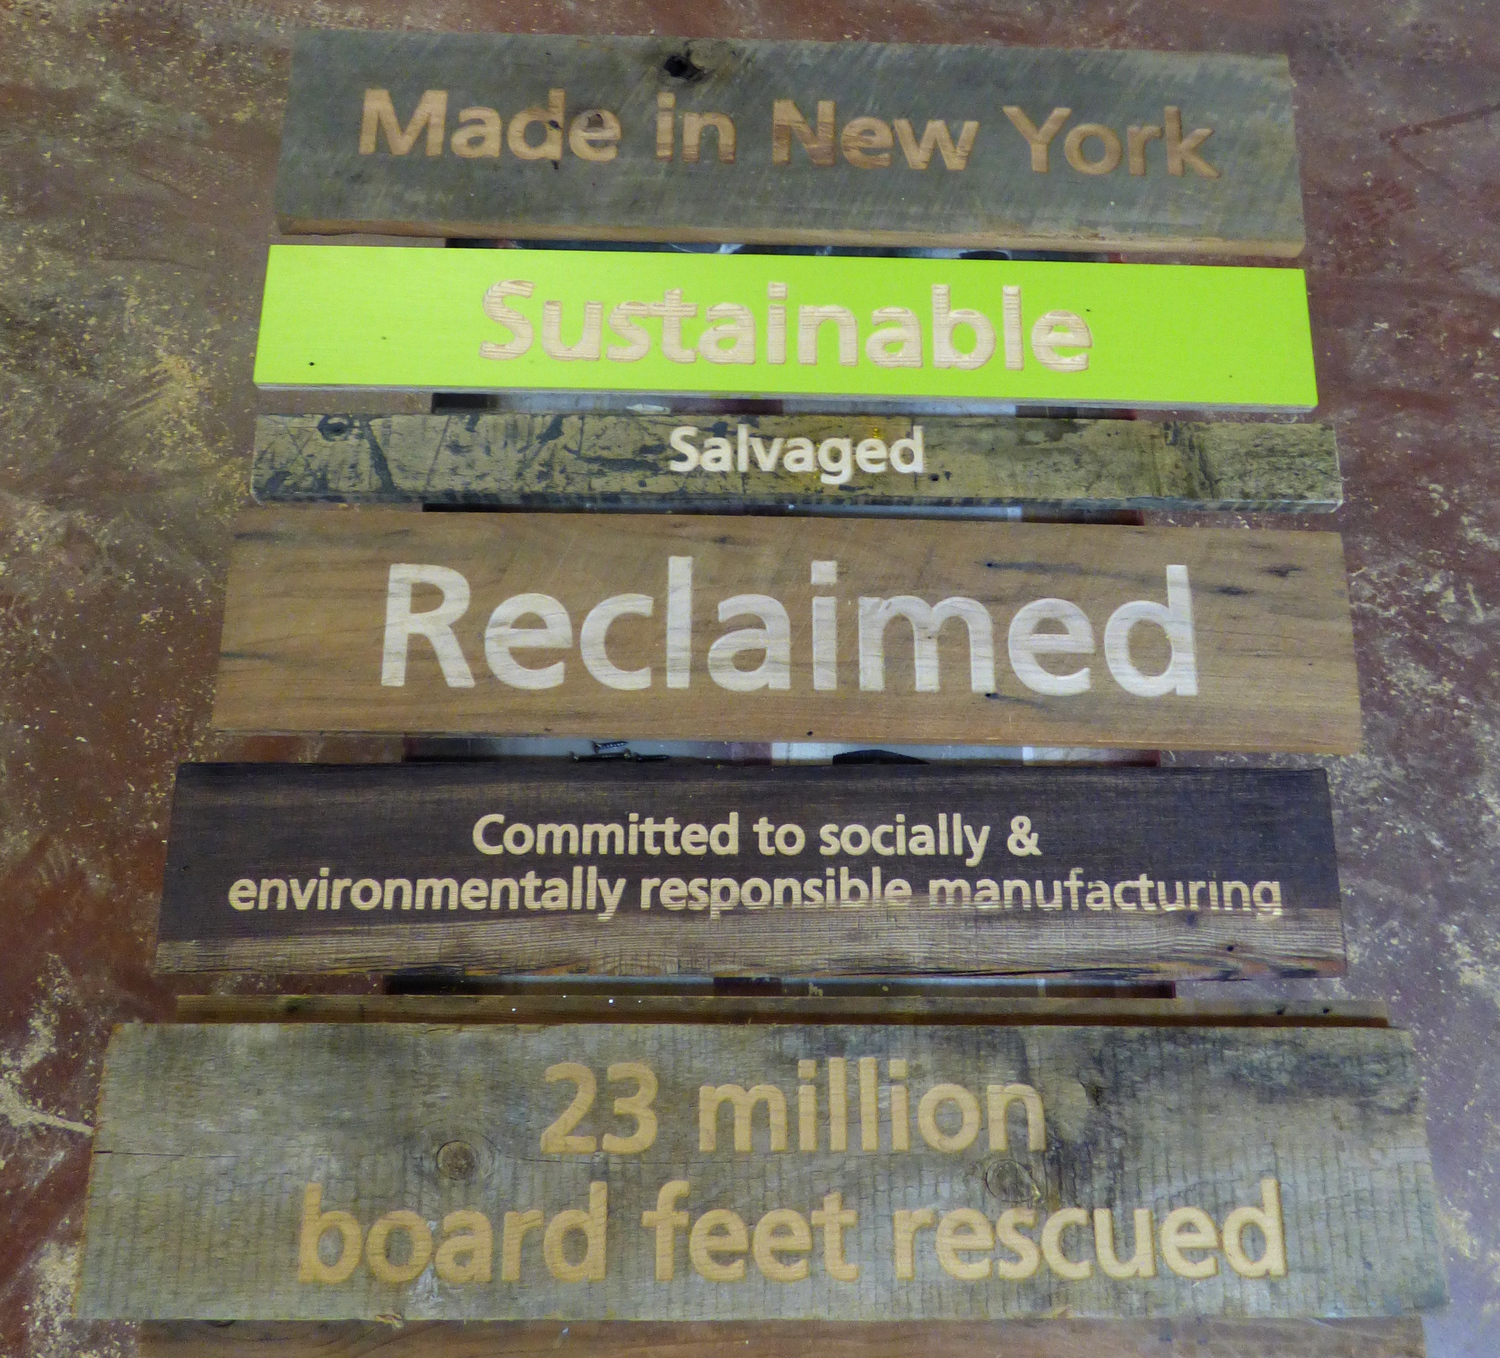 Made in New York
Sustainable
Salvaged
Reclaimed
Committed to socially &
environmentally responsible manufacturing
23 million
board feet rescued